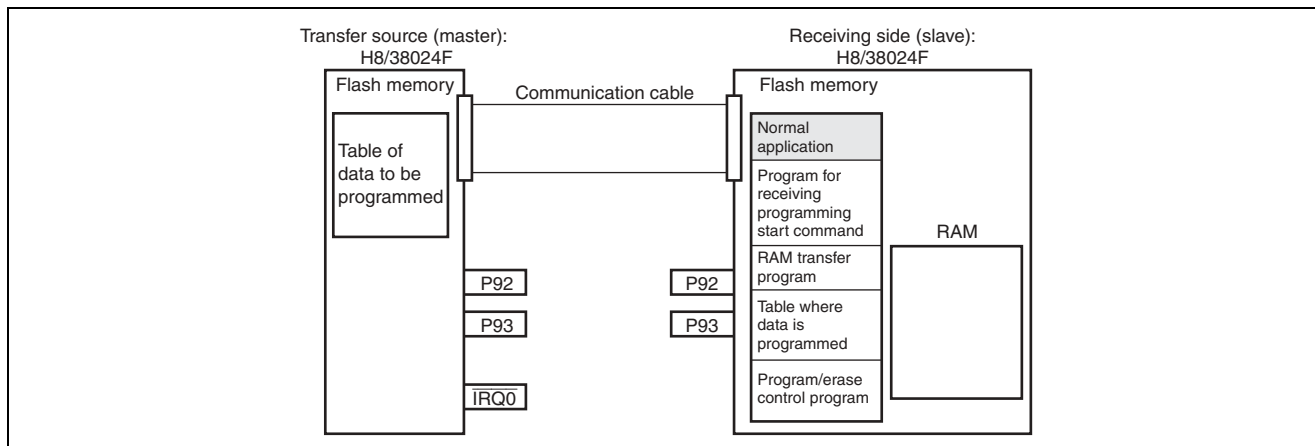 Transfer source (master):
H8/38024F
Flash memory
Table of
data to be
programmed
P92
P93
IRQ0
Communication cable
Receiving side (slave):
H8/38024F
Flash memory
Normal
application
Program for
receiving
programming
start command
RAM transfer
program
Table where
data is
programmed
Program/erase
control program
RAM
P92
P93